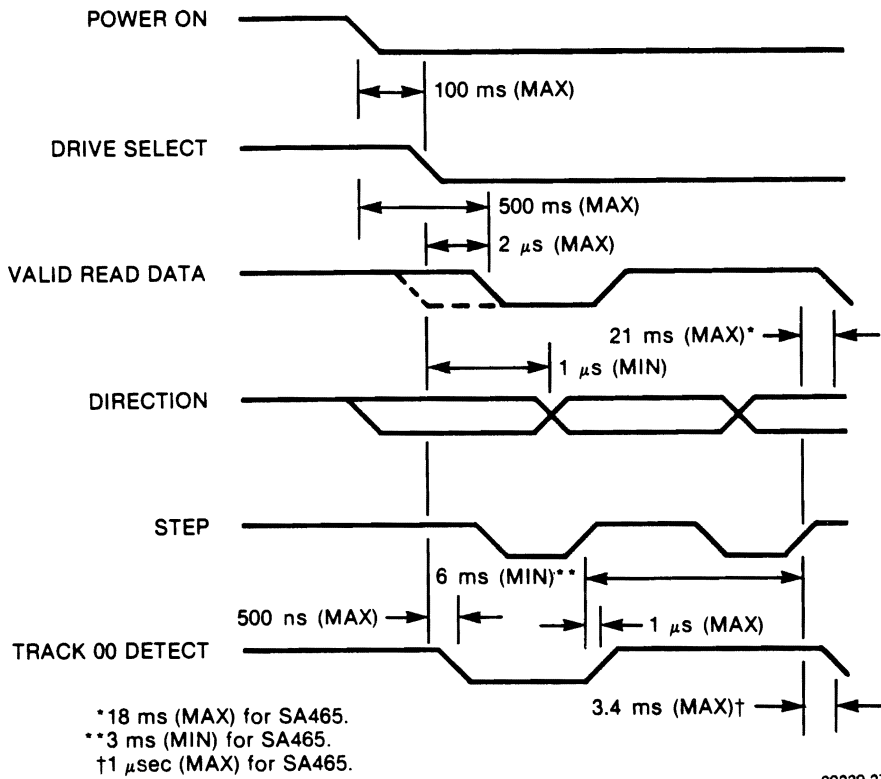 POWER ON
100 ms (MAX)
DRIVE SELECT
500 ms (MAX)
2 μs (MAX)
VALID READ DATA
21 ms (MAX)*
1 μs (MIN)
DIRECTION
STEP
6 ms (MIN)**
500 ns (MAX)
1 μs (MAX)
TRACK 00 DETECT
3.4 ms (MAX)†
*18 ms (MAX) for SA465.
**3 ms (MIN) for SA465.
†1 μsec (MAX) for SA465.